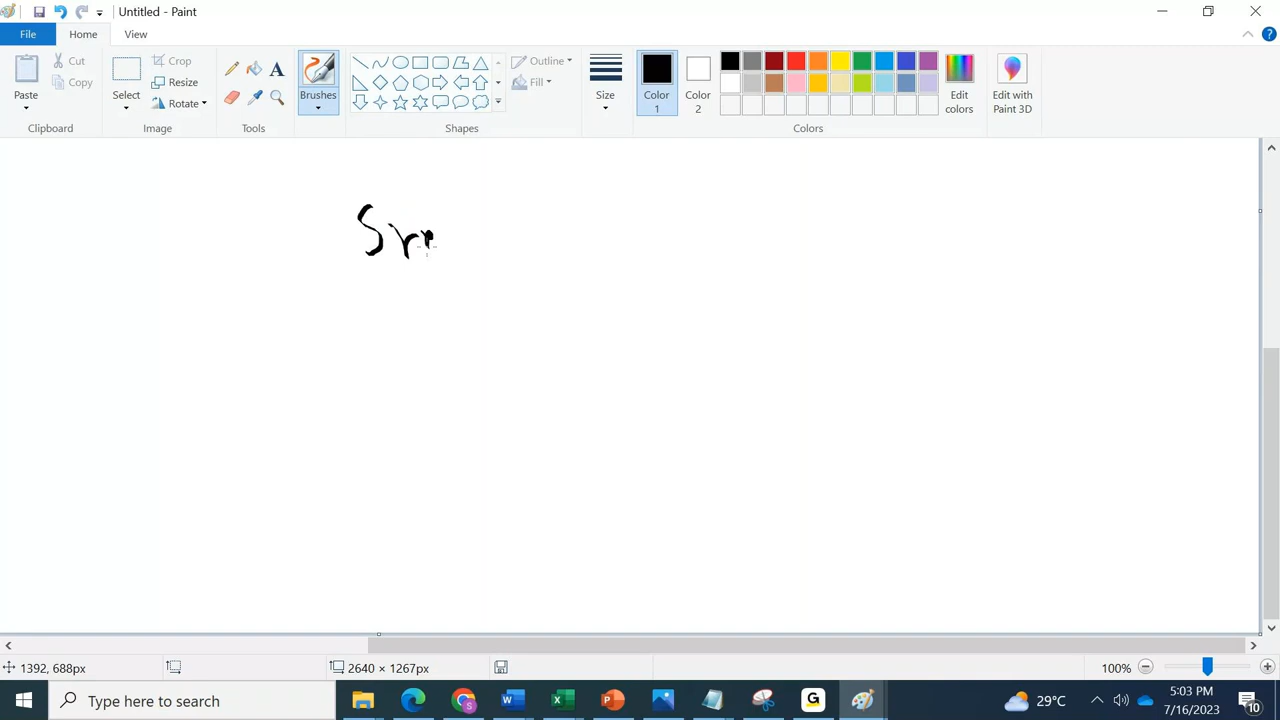 Untitled - Paint
File Home View
Cut
Copy
Paste
Clipboard
Select
Crop
Resize
Rotate
Image
Tools
Brushes
Shapes
Outline
Fill
Size
Color 1
Color 2
Colors
Edit colors
Edit with Paint 3D
1392, 688px
2640 × 1267px
100%
Type here to search
29°C
5:03 PM
7/16/2023
10